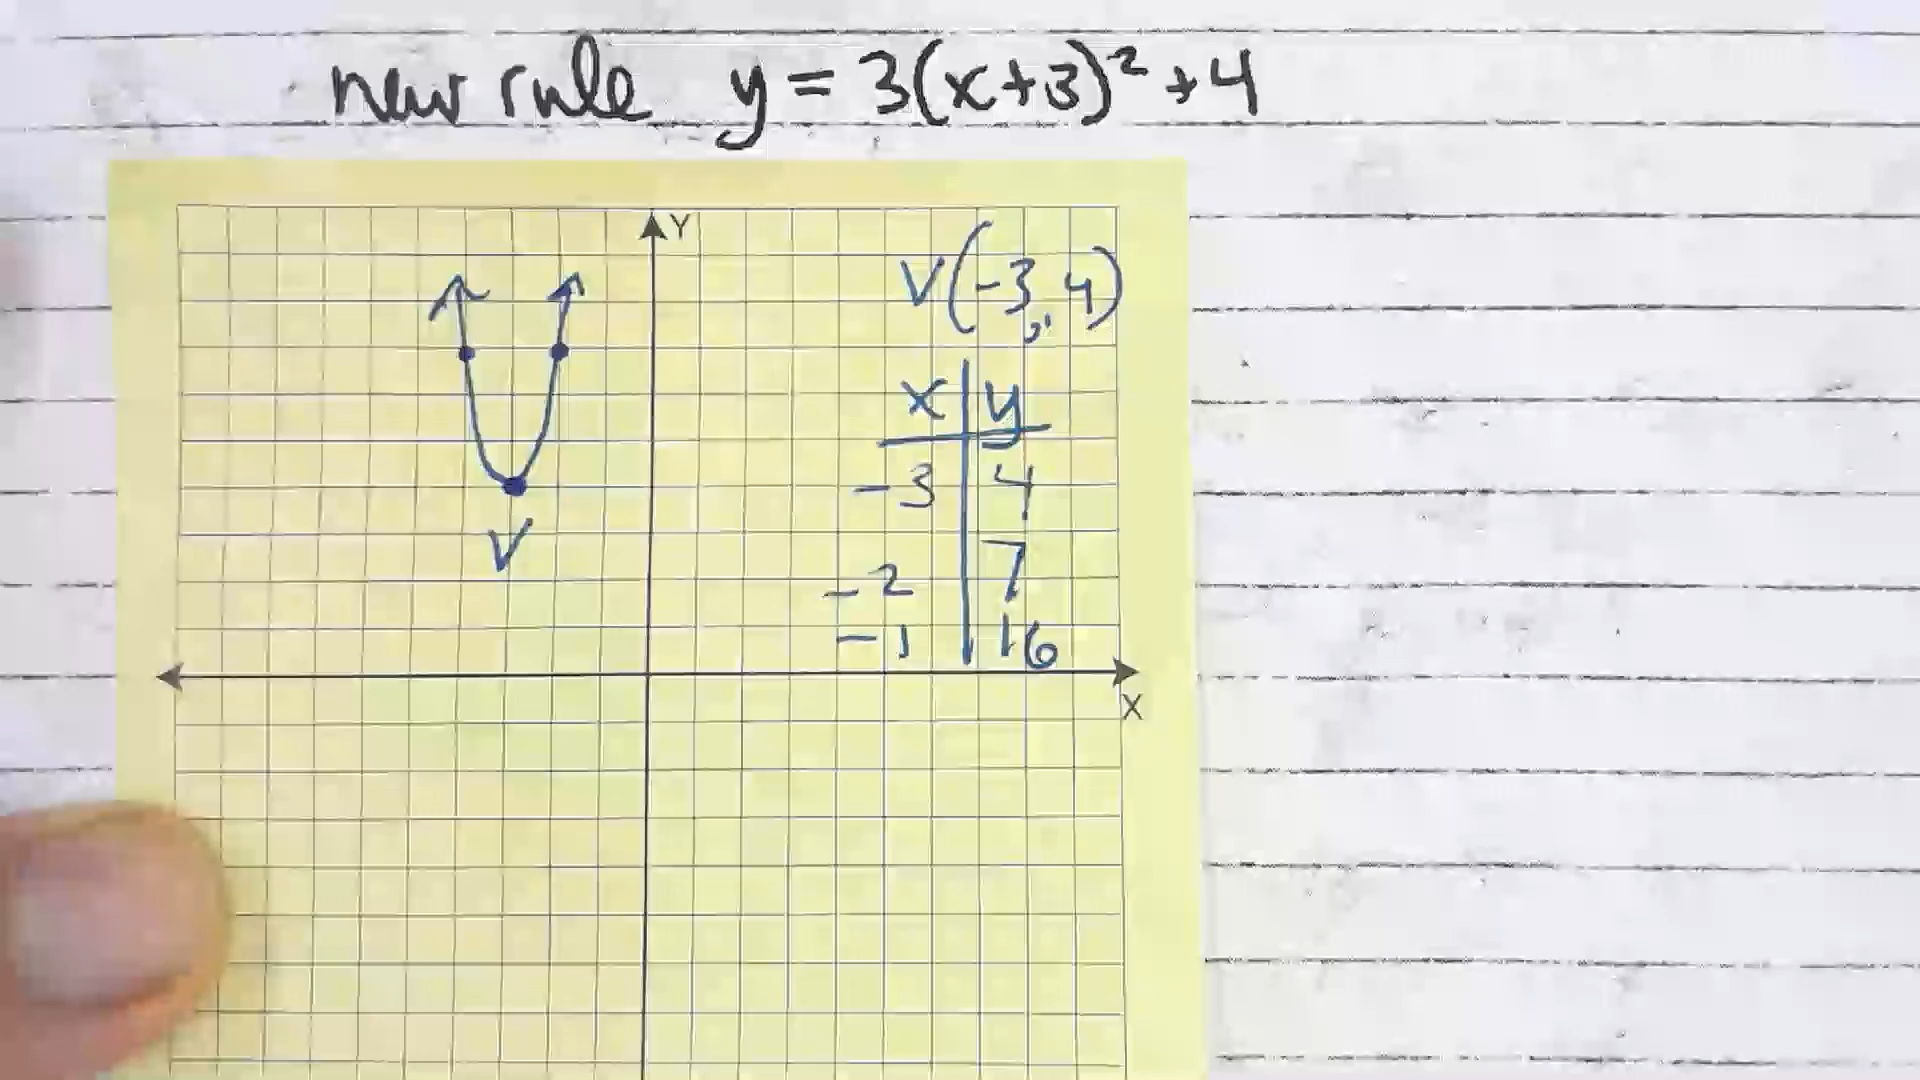 new rule y = 3(x+3)² + 4
Y
V(-3, 4)
x y
-3 4
-2 7
-1 16
V
X